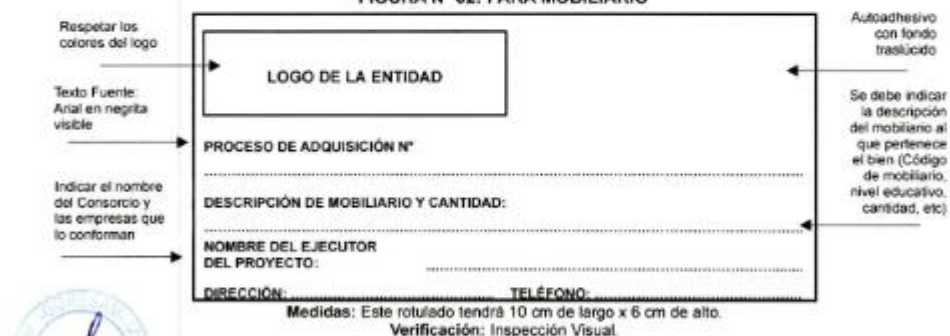 FIGURA N° 02: PARA MOBILIARIO
Respetar los
colores del logo
Texto Fuente:
Arial en negrita
visible
Indicar el nombre
del Consorcio y
las empresas que
lo conforman
LOGO DE LA ENTIDAD
PROCESO DE ADQUISICIÓN N°
DESCRIPCIÓN DE MOBILIARIO Y CANTIDAD:
NOMBRE DEL EJECUTOR
DEL PROYECTO:
DIRECCIÓN: TELÉFONO:
Autoadhesivo
con fondo
traslúcido
Se debe indicar
la descripción
del mobiliario al
que pertenece
el bien (Código
de mobiliario,
nivel educativo,
cantidad, etc)
Medidas: Este rotulado tendrá 10 cm de largo x 6 cm de alto.
Verificación: Inspección Visual.